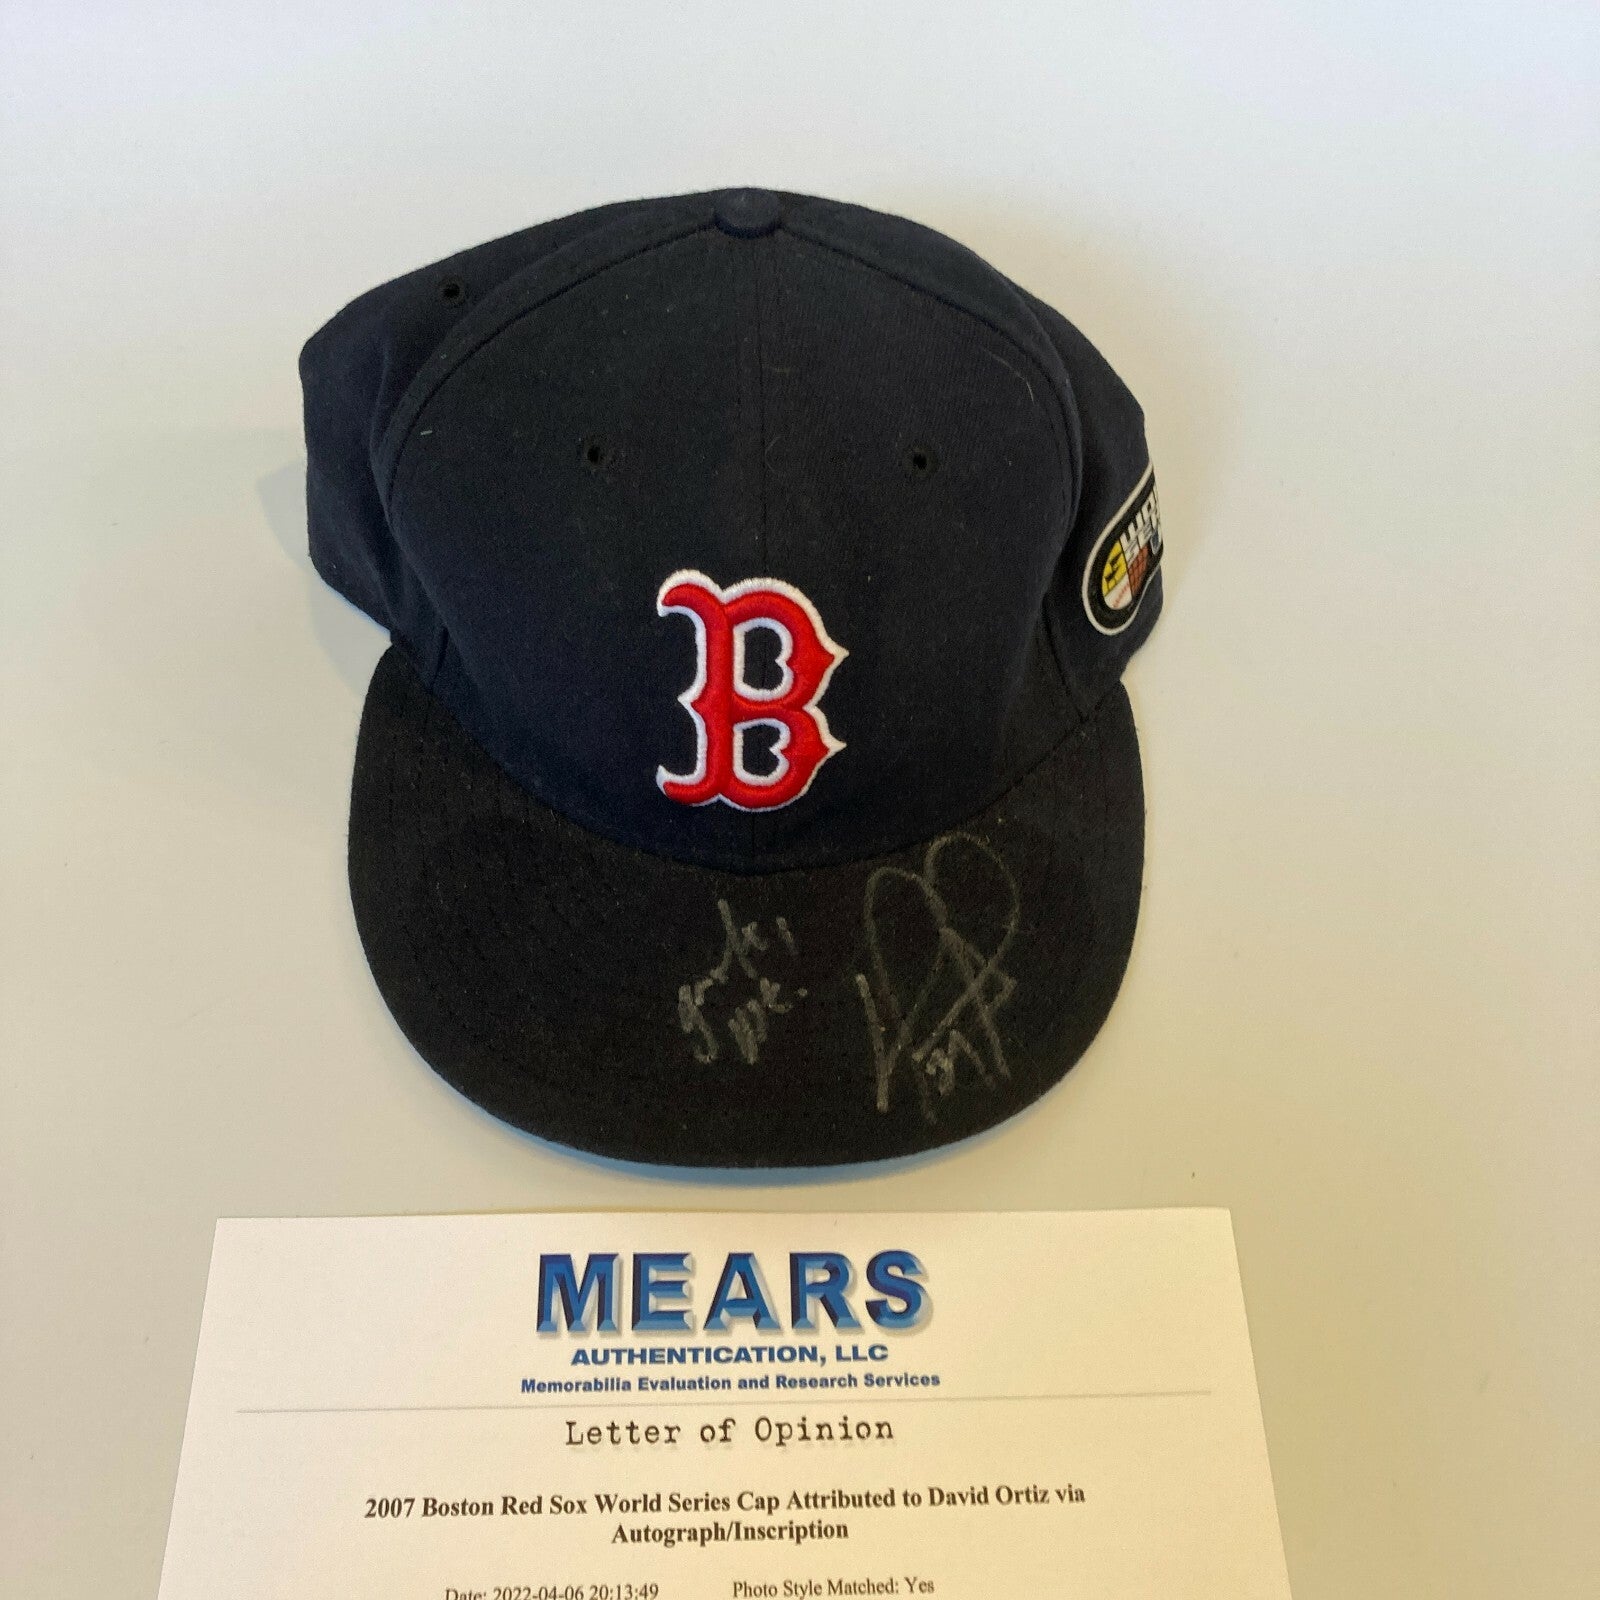 B
34
MEARS
AUTHENTICATION, LLC
Memorabilia Evaluation and Research Services
Letter of Opinion
2007 Boston Red Sox World Series Cap Attributed to David Ortiz via
Autograph/Inscription
Date: 2022-04-06 20:13:49 Photo Style Matched: Yes